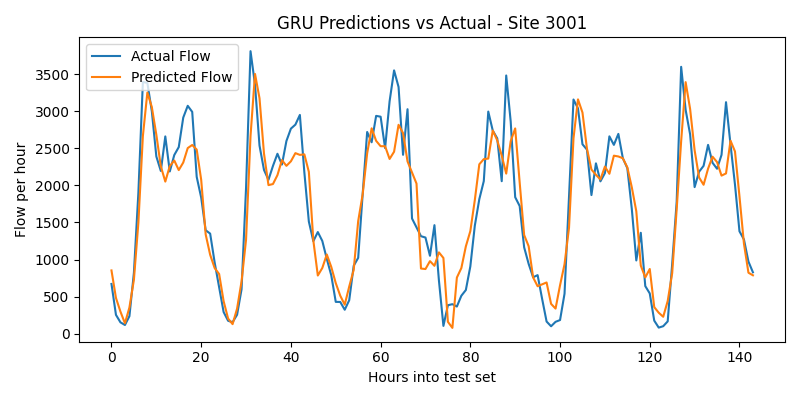 GRU Predictions vs Actual - Site 3001
Actual Flow
Predicted Flow
Flow per hour
3500
3000
2500
2000
1500
1000
500
0
0 20 40 60 80 100 120 140
Hours into test set